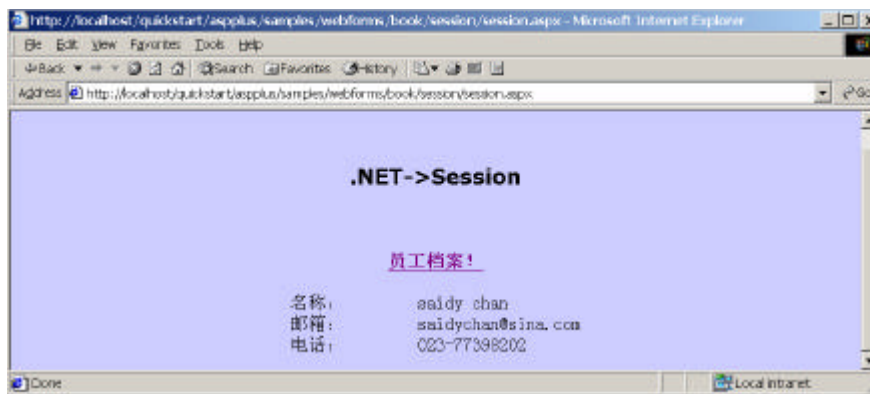 http://localhost/quickstart/aspplus/samples/webforms/book/session/session.aspx - Microsoft Internet Explorer
File Edit View Favorites Tools Help
Back Search Favorites History
Address http://localhost/quickstart/aspplus/samples/webforms/book/session/session.aspx Go
.NET->Session
员工档案!
名称: saidy chan
邮箱: saidychan@sina.com
电话: 023-77398202
Done Local intranet